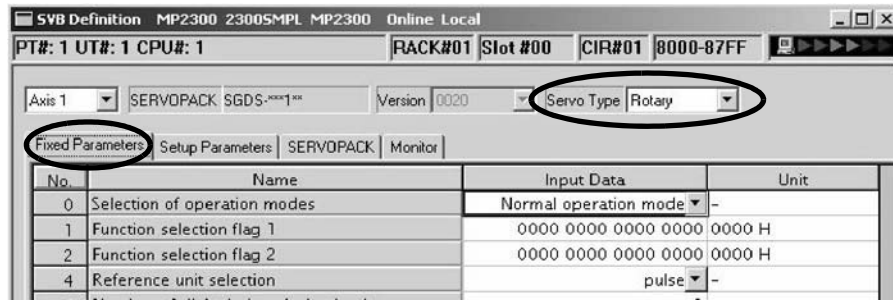 SVB Definition MP2300 2300SMPL MP2300 Online Local
PT#: 1 UT#: 1 CPU#: 1 RACK#01 Slot #00 CIR#01 8000-87FF
Axis 1 SERVOPACK SGDS-***1** Version 0020 Servo Type Rotary
Fixed Parameters Setup Parameters SERVOPACK Monitor
No. Name Input Data Unit
0 Selection of operation modes Normal operation mode -
1 Function selection flag 1 0000 0000 0000 0000 0000 H
2 Function selection flag 2 0000 0000 0000 0000 0000 H
4 Reference unit selection pulse -